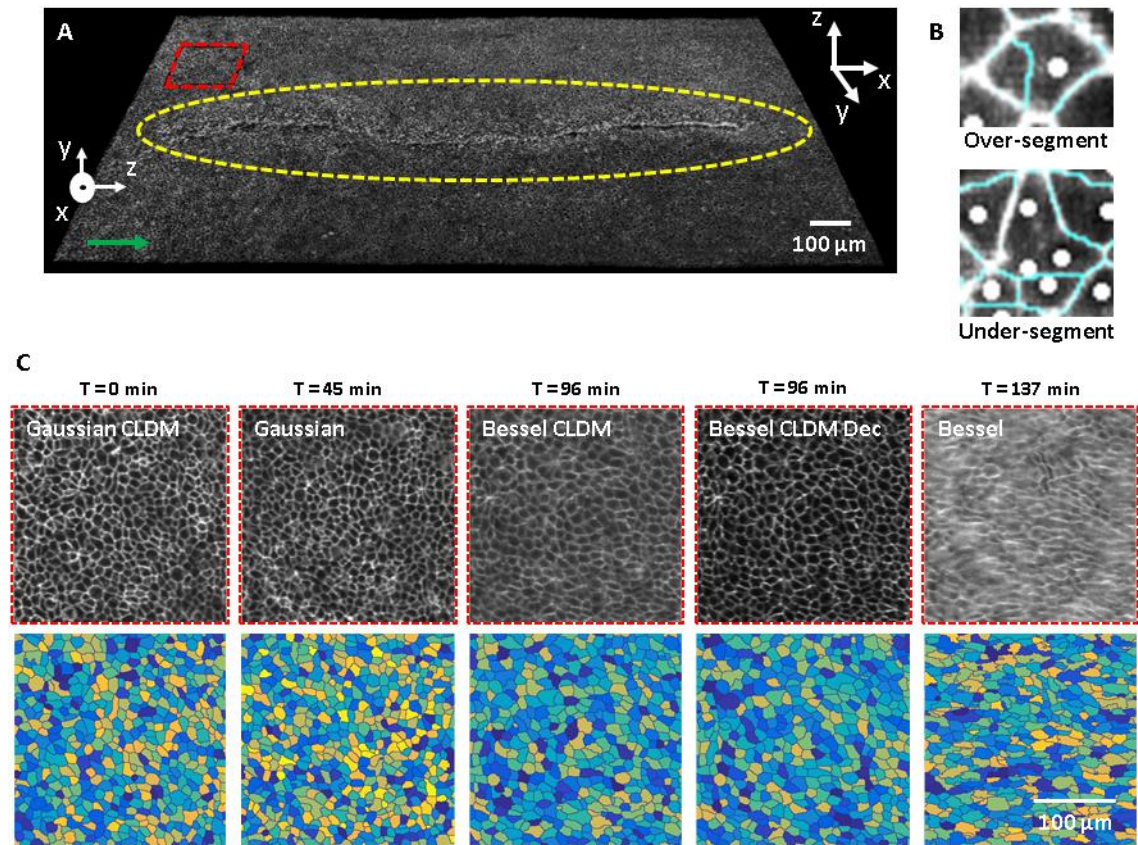 A
z
x
y
y
z
x
100 µm
B
Over-segment
Under-segment
C
T = 0 min
T = 45 min
T = 96 min
T = 96 min
T = 137 min
Gaussian CLDM
Gaussian
Bessel CLDM
Bessel CLDM Dec
Bessel
100 µm